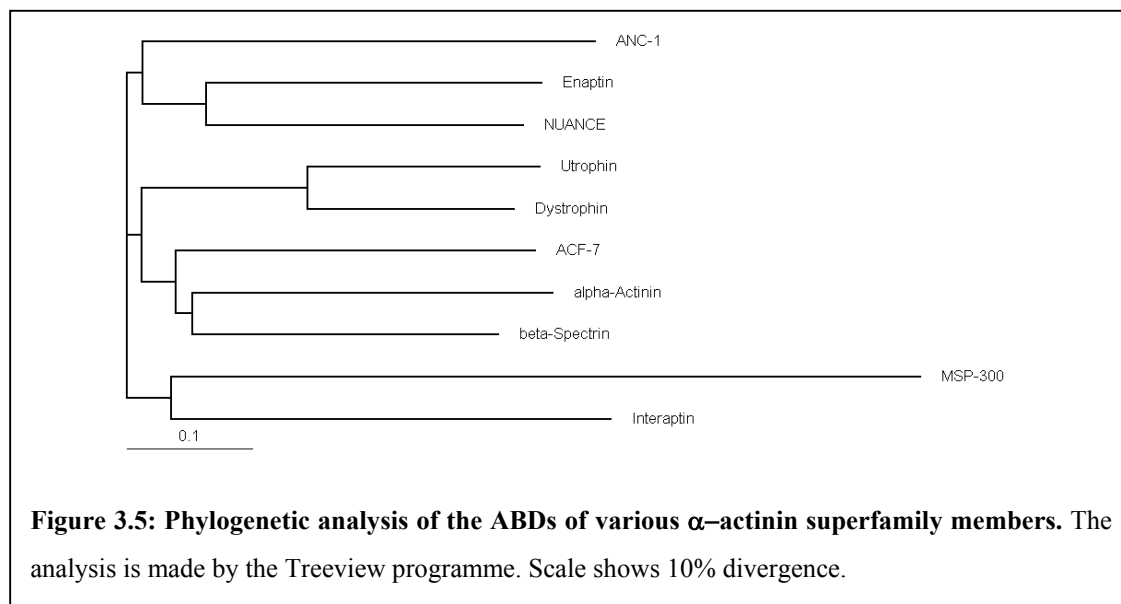 ANC-1
Enaptin
NUANCE
Utrophin
Dystrophin
ACF-7
alpha-Actinin
beta-Spectrin
MSP-300
Interaptin
0.1
Figure 3.5: Phylogenetic analysis of the ABDs of various α–actinin superfamily members. The
analysis is made by the Treeview programme. Scale shows 10% divergence.